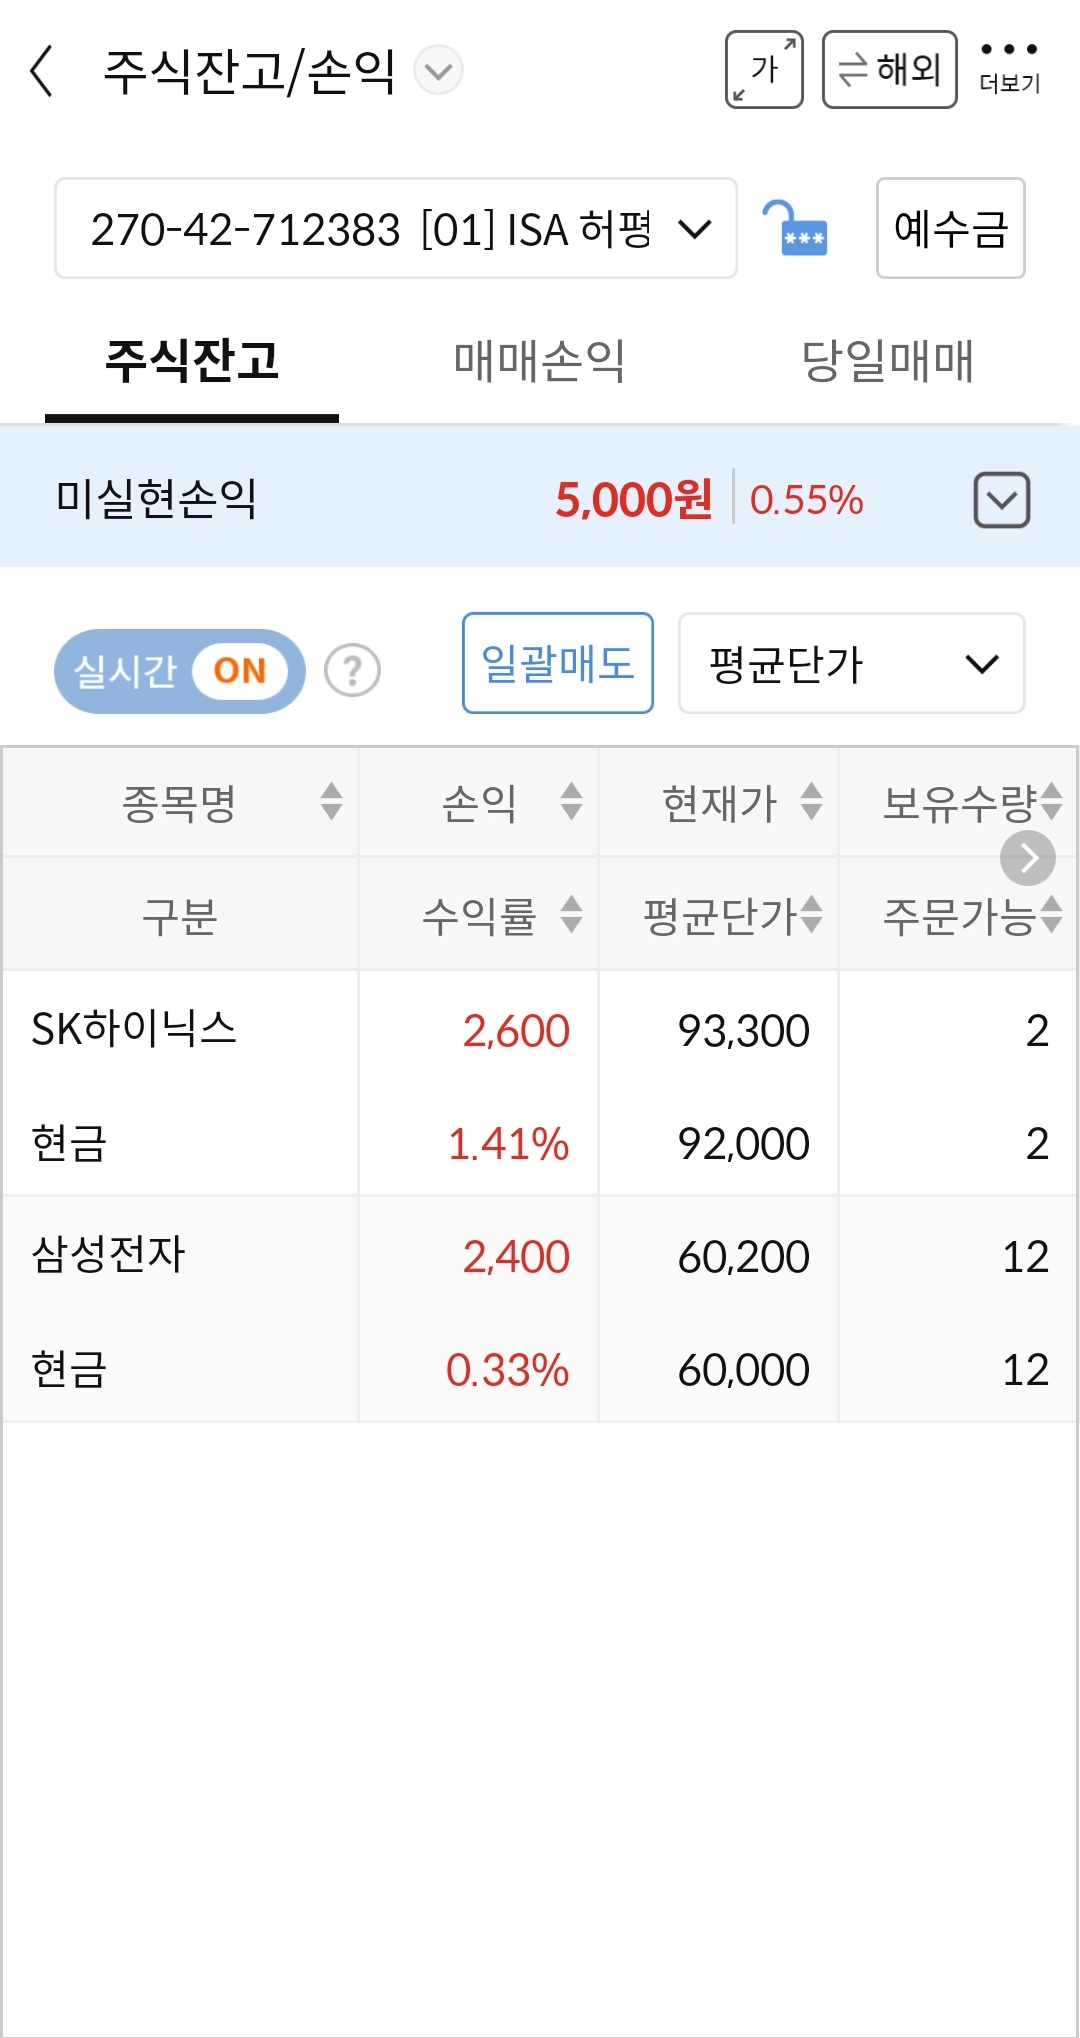 주식잔고/손익
가
해외
더보기
270-42-712383 [01] ISA 허평
***
예수금
주식잔고 매매손익 당일매매
미실현손익 5,000원 0.55%
실시간 ON ? 일괄매도 평균단가
종목명 손익 현재가 보유수량
구분 수익률 평균단가 주문가능
SK하이닉스 2,600 93,300 2
현금 1.41% 92,000 2
삼성전자 2,400 60,200 12
현금 0.33% 60,000 12